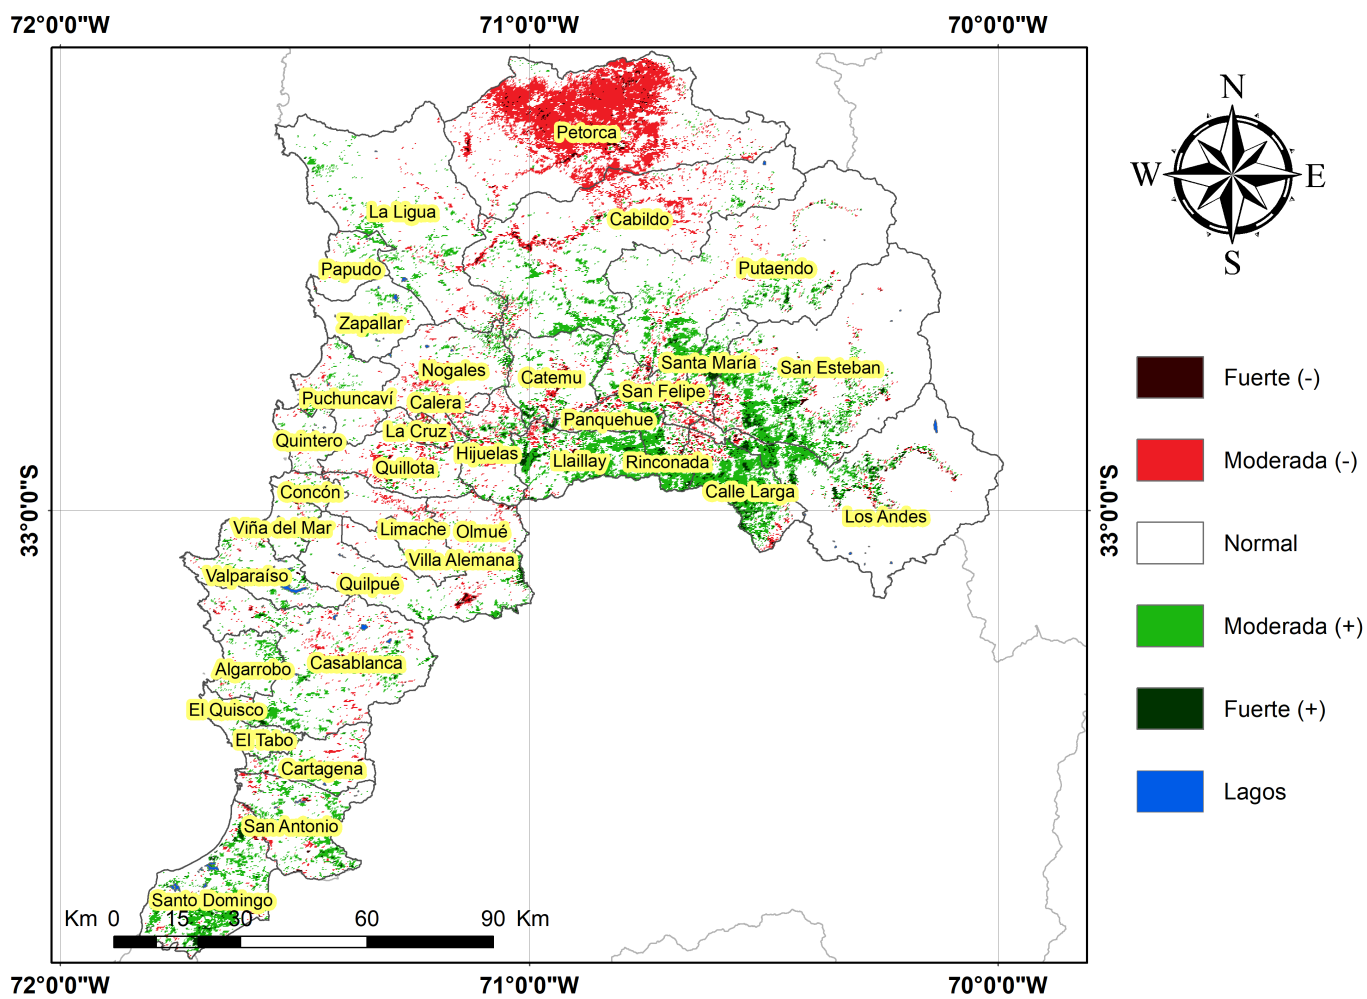 72°0'0"W 71°0'0"W 70°0'0"W
N
W E
S
Petorca
La Ligua
Cabildo
Papudo
Putaendo
Zapallar
Nogales
Catemu
Santa María
San Esteban
Puchuncaví
Calera
San Felipe
Quintero
La Cruz
Panquehue
Hijuelas
Quillota
Llaillay
Rinconada
Concón
Calle Larga
Viña del Mar
Limache
Olmué
Los Andes
Villa Alemana
Valparaíso
Quilpué
Algarrobo
Casablanca
El Quisco
El Tabo
Cartagena
San Antonio
Santo Domingo
33°0'0"S
33°0'0"S
Fuerte (-)
Moderada (-)
Normal
Moderada (+)
Fuerte (+)
Lagos
Km 0 15 30 60 90 Km
72°0'0"W 71°0'0"W 70°0'0"W